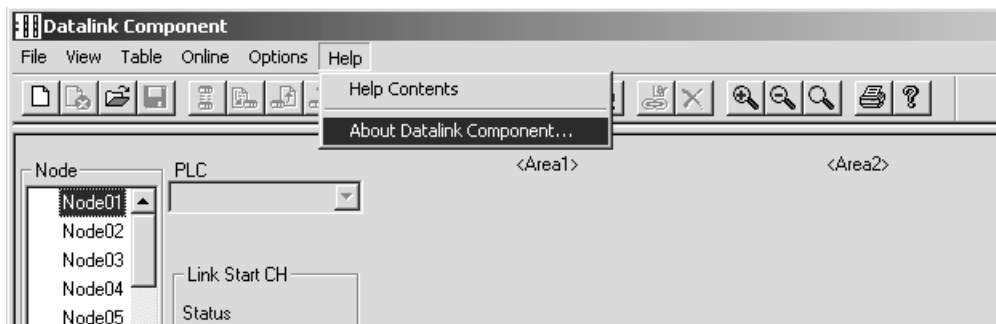 Datalink Component
File View Table Online Options Help
Help Contents
About Datalink Component...
Node
PLC
<Area1>
<Area2>
Node01
Node02
Node03
Node04
Node05
Link Start CH
Status